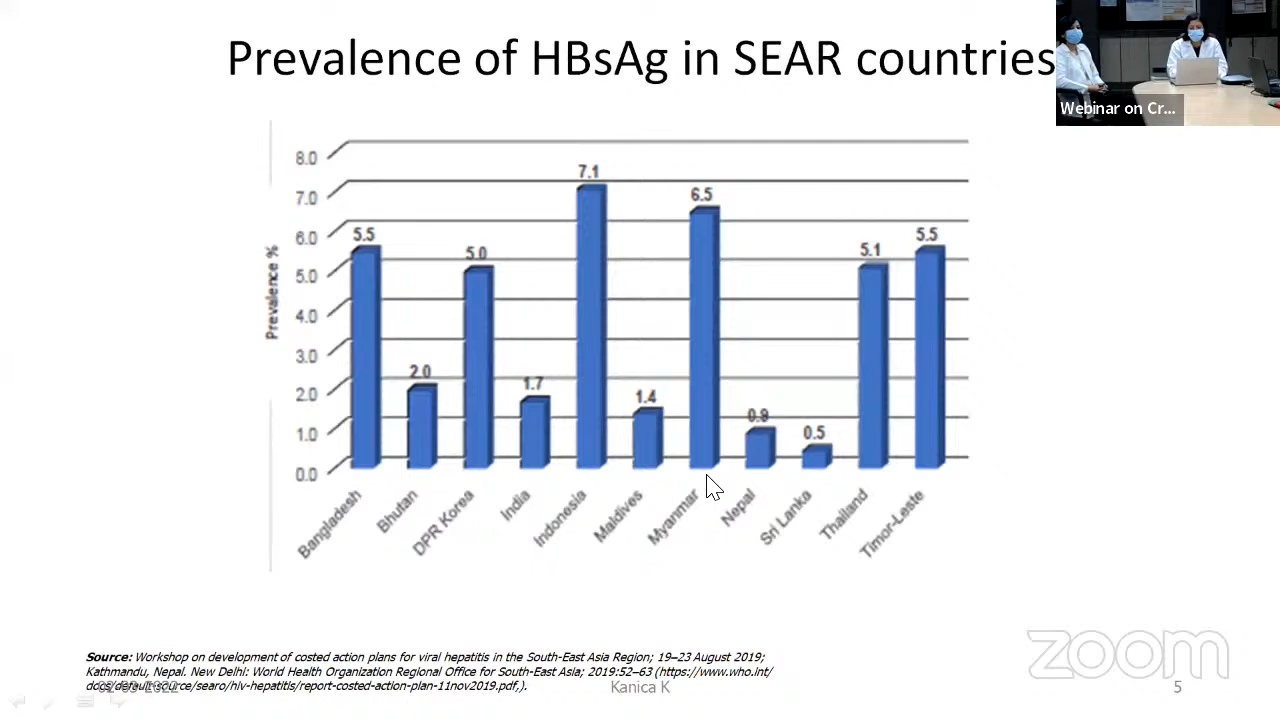 Prevalence of HBsAg in SEAR countries
Webinar on Cr...
Prevalence %
8.0
7.0
6.0
5.0
4.0
3.0
2.0
1.0
0.0
5.5
2.0
5.0
1.7
7.1
1.4
6.5
0.9
0.5
5.1
5.5
Bangladesh
Bhutan
DPR Korea
India
Indonesia
Maldives
Myanmar
Nepal
Sri Lanka
Thailand
Timor-Leste
Source: Workshop on development of costed action plans for viral hepatitis in the South-East Asia Region; 19–23 August 2019;
Kathmandu, Nepal. New Delhi: World Health Organization Regional Office for South-East Asia; 2019:52–63 (https://www.who.int/
docs/default-source/searo/hiv-hepatitis/report-costed-action-plan-11nov2019.pdf,).
Kanica K
5
zoom